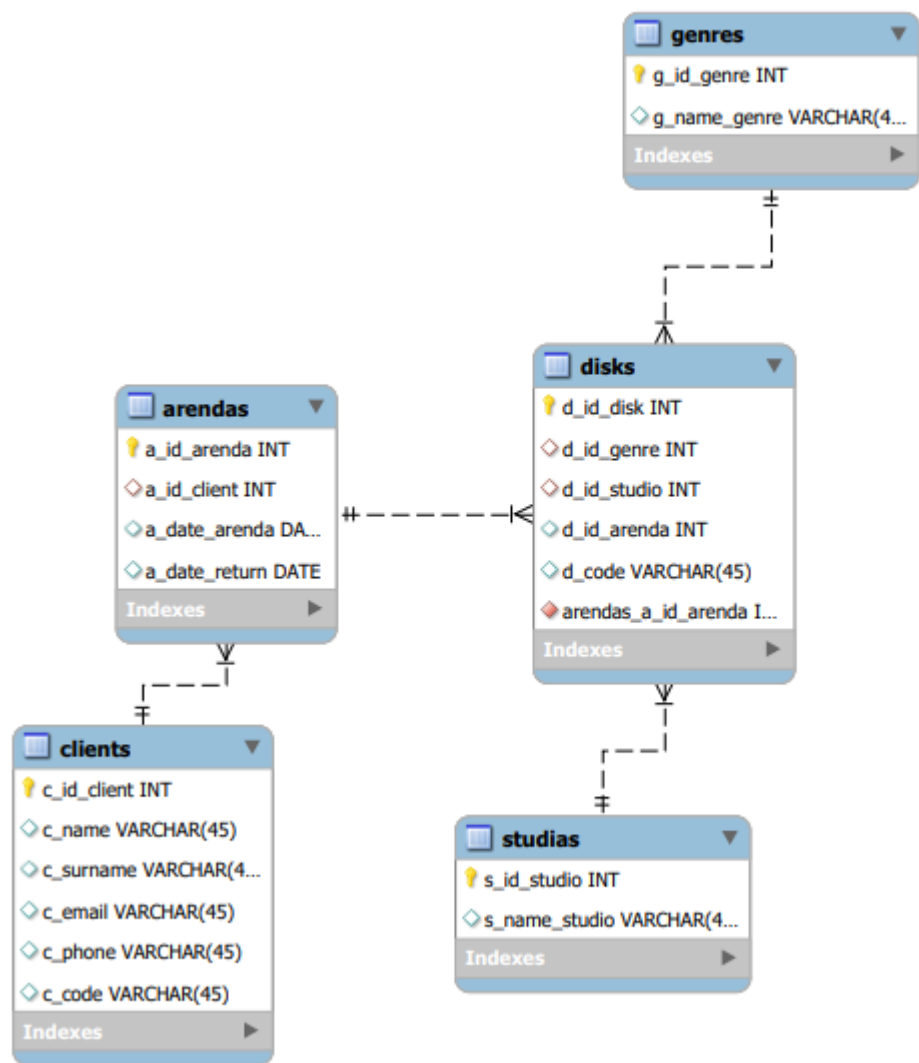 genres
g_id_genre INT
g_name_genre VARCHAR(4...
Indexes
disks
d_id_disk INT
d_id_genre INT
d_id_studio INT
d_id_arenda INT
d_code VARCHAR(45)
arendas_a_id_arenda I...
Indexes
arendas
a_id_arenda INT
a_id_client INT
a_date_arenda DA...
a_date_return DATE
Indexes
clients
c_id_client INT
c_name VARCHAR(45)
c_surname VARCHAR(4...
c_email VARCHAR(45)
c_phone VARCHAR(45)
c_code VARCHAR(45)
Indexes
studias
s_id_studio INT
s_name_studio VARCHAR(4...
Indexes